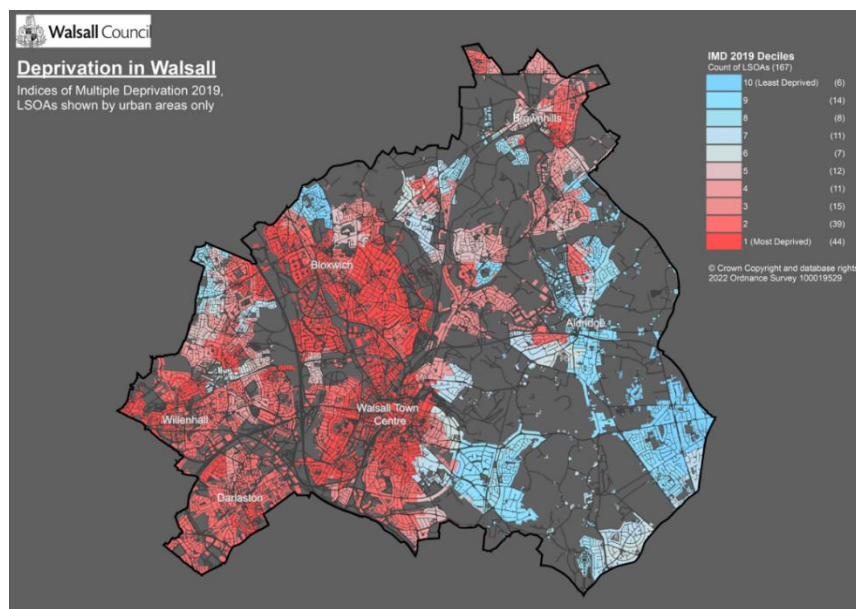 Walsall Council
Deprivation in Walsall
Indices of Multiple Deprivation 2019,
LSOAs shown by urban areas only
IMD 2019 Deciles
Count of LSOAs (167)
10 (Least Deprived) (6)
9 (14)
8 (8)
7 (11)
6 (7)
5 (12)
4 (11)
3 (15)
2 (39)
1 (Most Deprived) (44)
© Crown Copyright and database rights
2022 Ordnance Survey 100019529
Brownhills
Bloxwich
Aldridge
Willenhall
Walsall Town
Centre
Darlaston